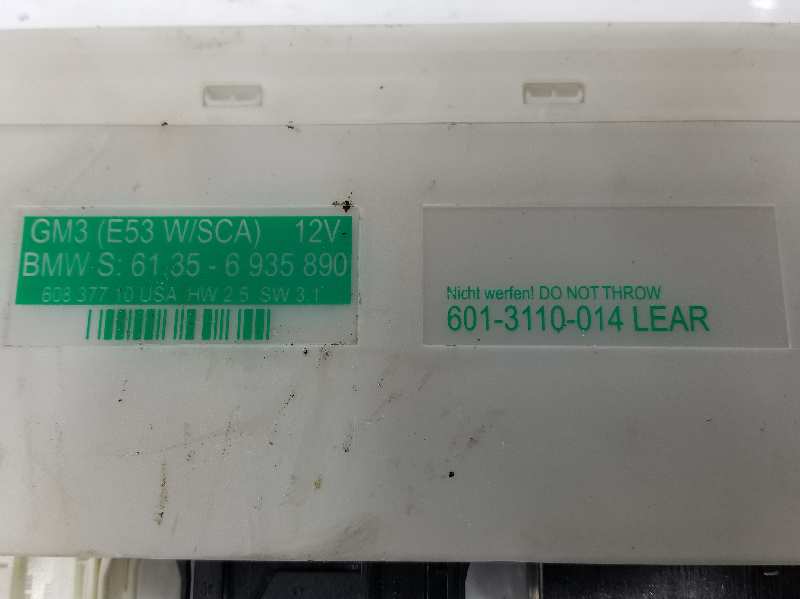 GM3 (E53 W/SCA) 12V
BMW S: 61.35 - 6 935 890
608 377 10 USA HW 2.5 SW 3.1
Nicht werfen! DO NOT THROW
601-3110-014 LEAR